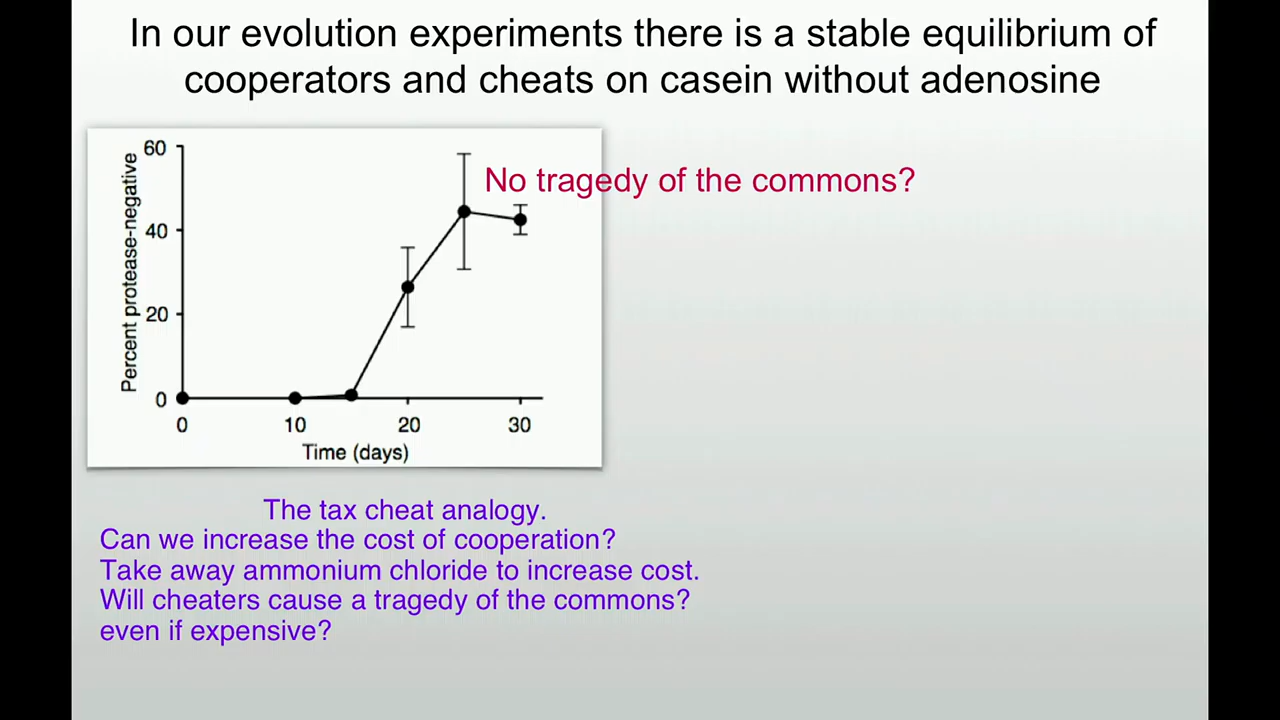 In our evolution experiments there is a stable equilibrium of
cooperators and cheats on casein without adenosine
No tragedy of the commons?
Percent protease-negative
60
40
20
0
0
10
20
30
Time (days)
The tax cheat analogy.
Can we increase the cost of cooperation?
Take away ammonium chloride to increase cost.
Will cheaters cause a tragedy of the commons?
even if expensive?